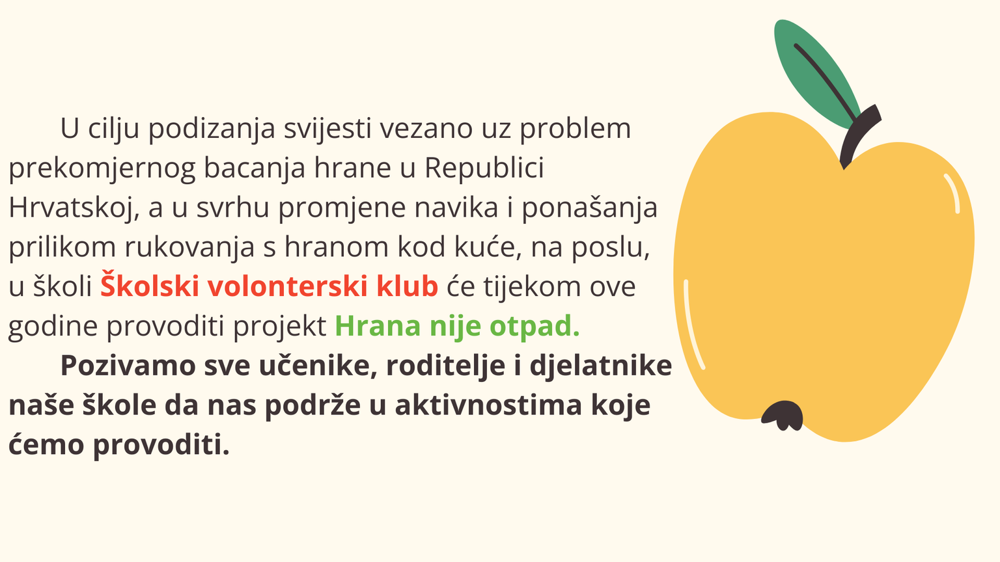 U cilju podizanja svijesti vezano uz problem
prekomjernog bacanja hrane u Republici
Hrvatskoj, a u svrhu promjene navika i ponašanja
prilikom rukovanja s hranom kod kuće, na poslu,
u školi Školski volonterski klub će tijekom ove
godine provoditi projekt Hrana nije otpad.
Pozivamo sve učenike, roditelje i djelatnike
naše škole da nas podrže u aktivnostima koje
ćemo provoditi.